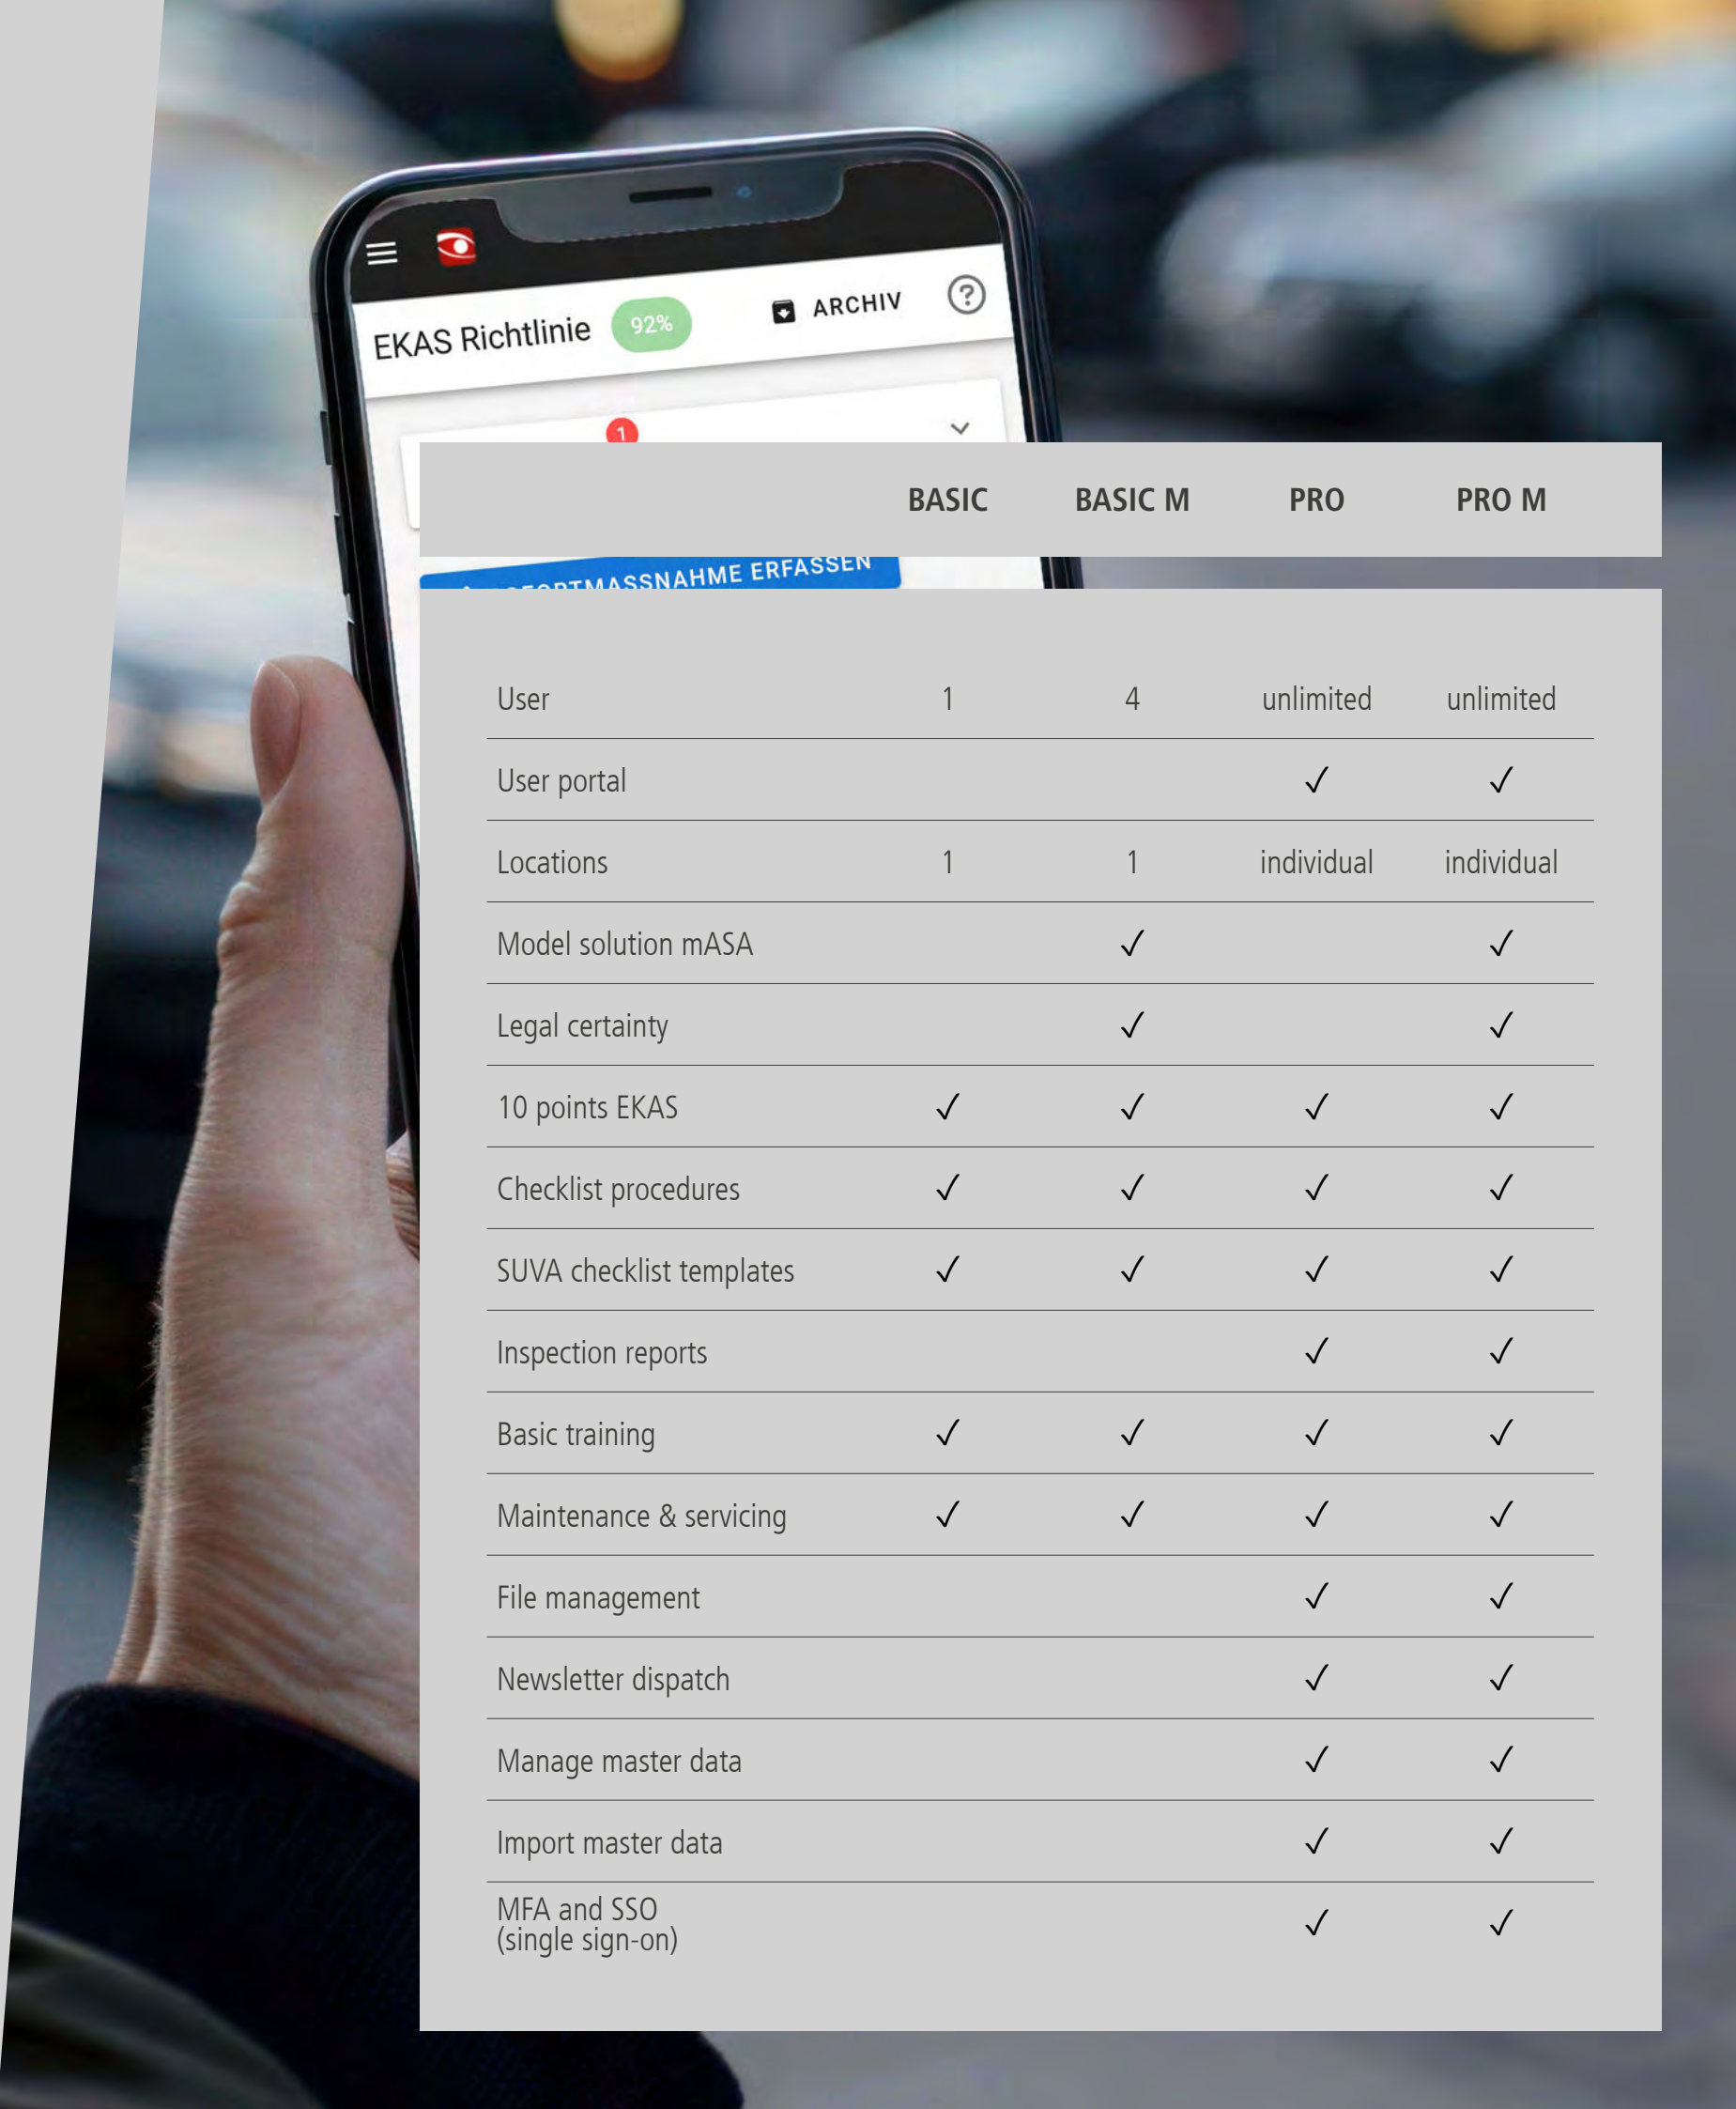 EKAS Richtlinie 92% ARCHIV ?
1
BASIC BASIC M PRO PRO M
ERFASSEN
User 1 4 unlimited unlimited
User portal ✓ ✓
Locations 1 1 individual individual
Model solution mASA ✓ ✓
Legal certainty ✓ ✓
10 points EKAS ✓ ✓ ✓ ✓
Checklist procedures ✓ ✓ ✓ ✓
SUVA checklist templates ✓ ✓ ✓ ✓
Inspection reports ✓ ✓
Basic training ✓ ✓ ✓ ✓
Maintenance & servicing ✓ ✓ ✓ ✓
File management ✓ ✓
Newsletter dispatch ✓ ✓
Manage master data ✓ ✓
Import master data ✓ ✓
MFA and SSO
(single sign-on) ✓ ✓